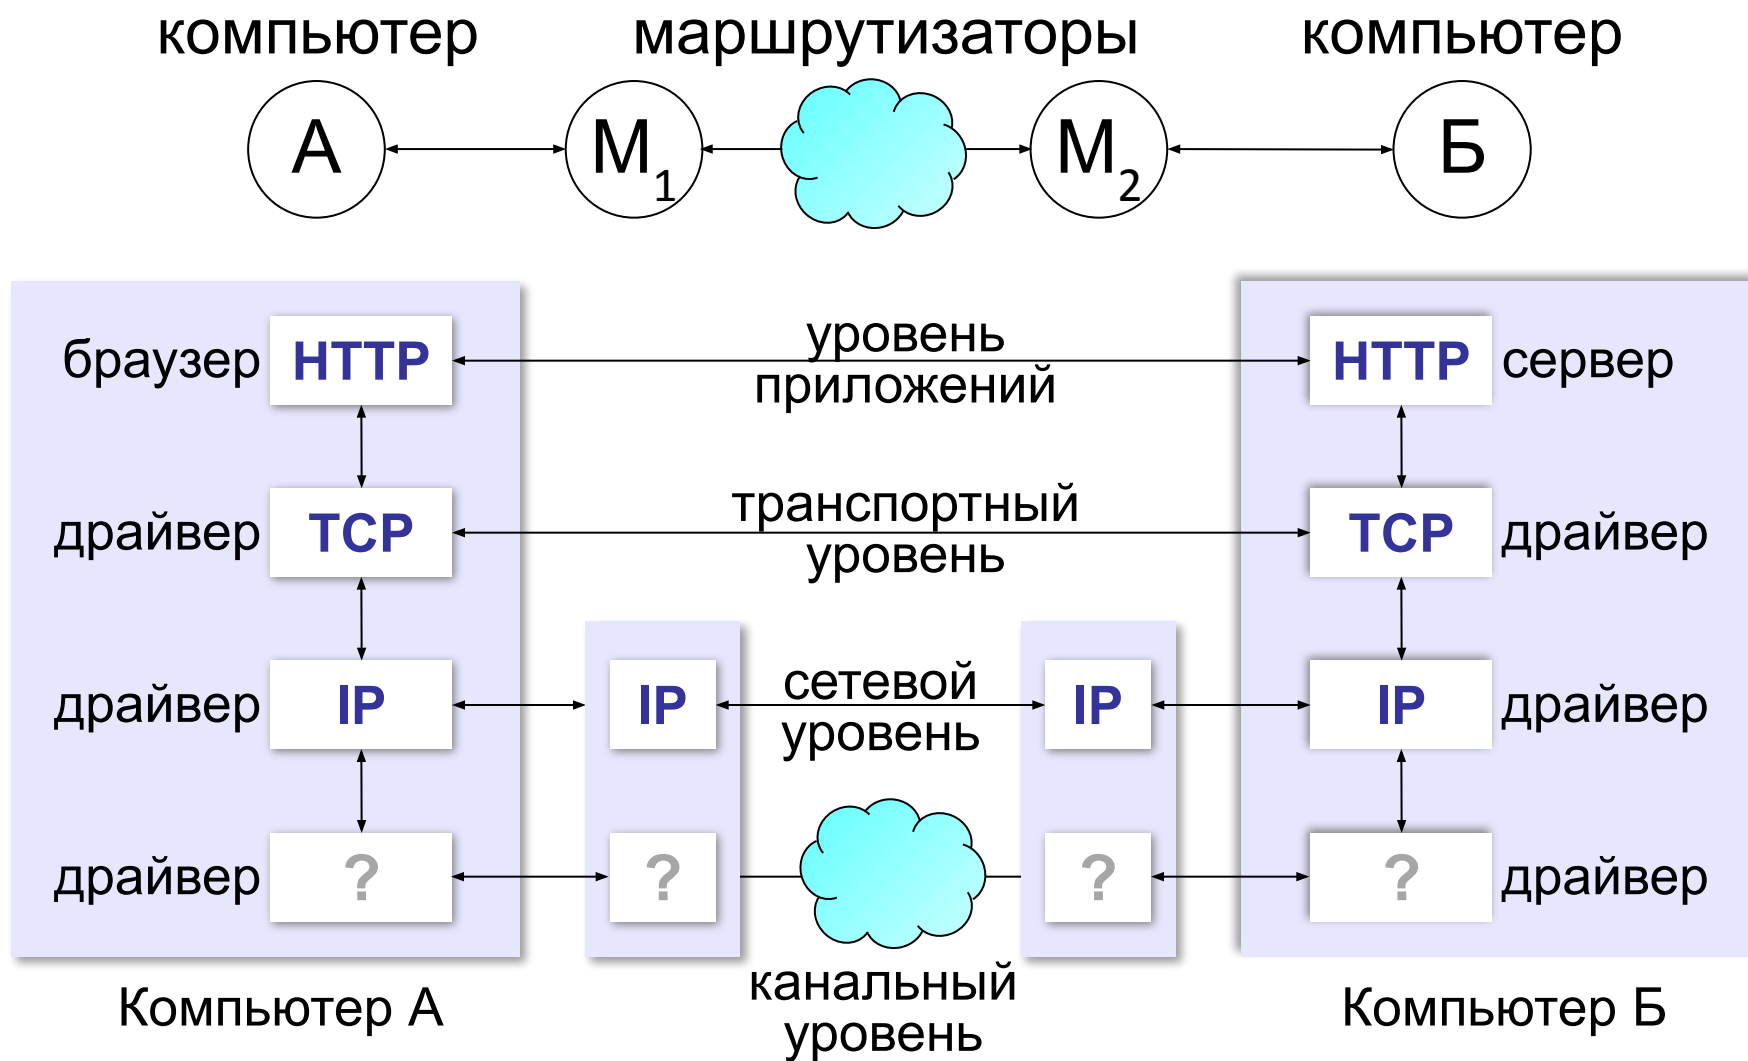 компьютер маршрутизаторы компьютер
А М1 М2 Б
браузер HTTP уровень приложений HTTP сервер
драйвер TCP транспортный уровень TCP драйвер
драйвер IP IP сетевой уровень IP IP драйвер
драйвер ? ? ? ? драйвер
канальный уровень
Компьютер А Компьютер Б